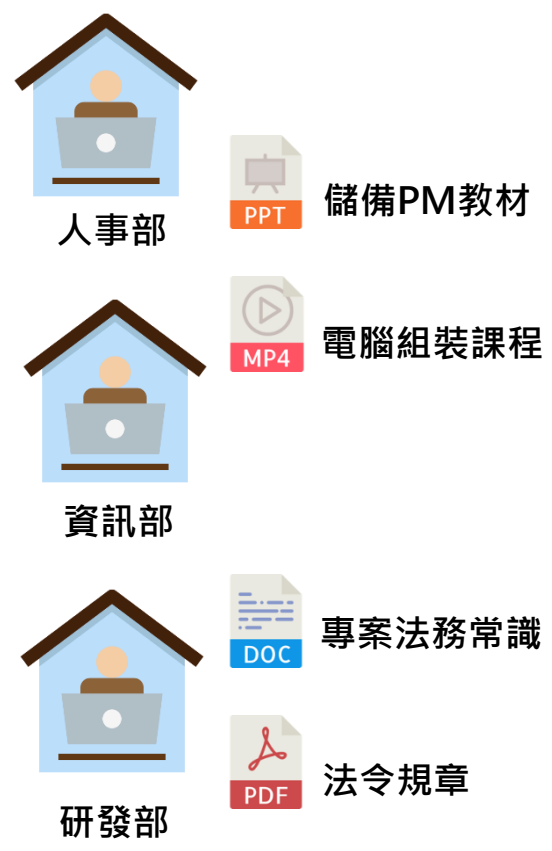 人事部
PPT
儲備PM教材
MP4
電腦組裝課程
資訊部
DOC
專案法務常識
PDF
法令規章
研發部